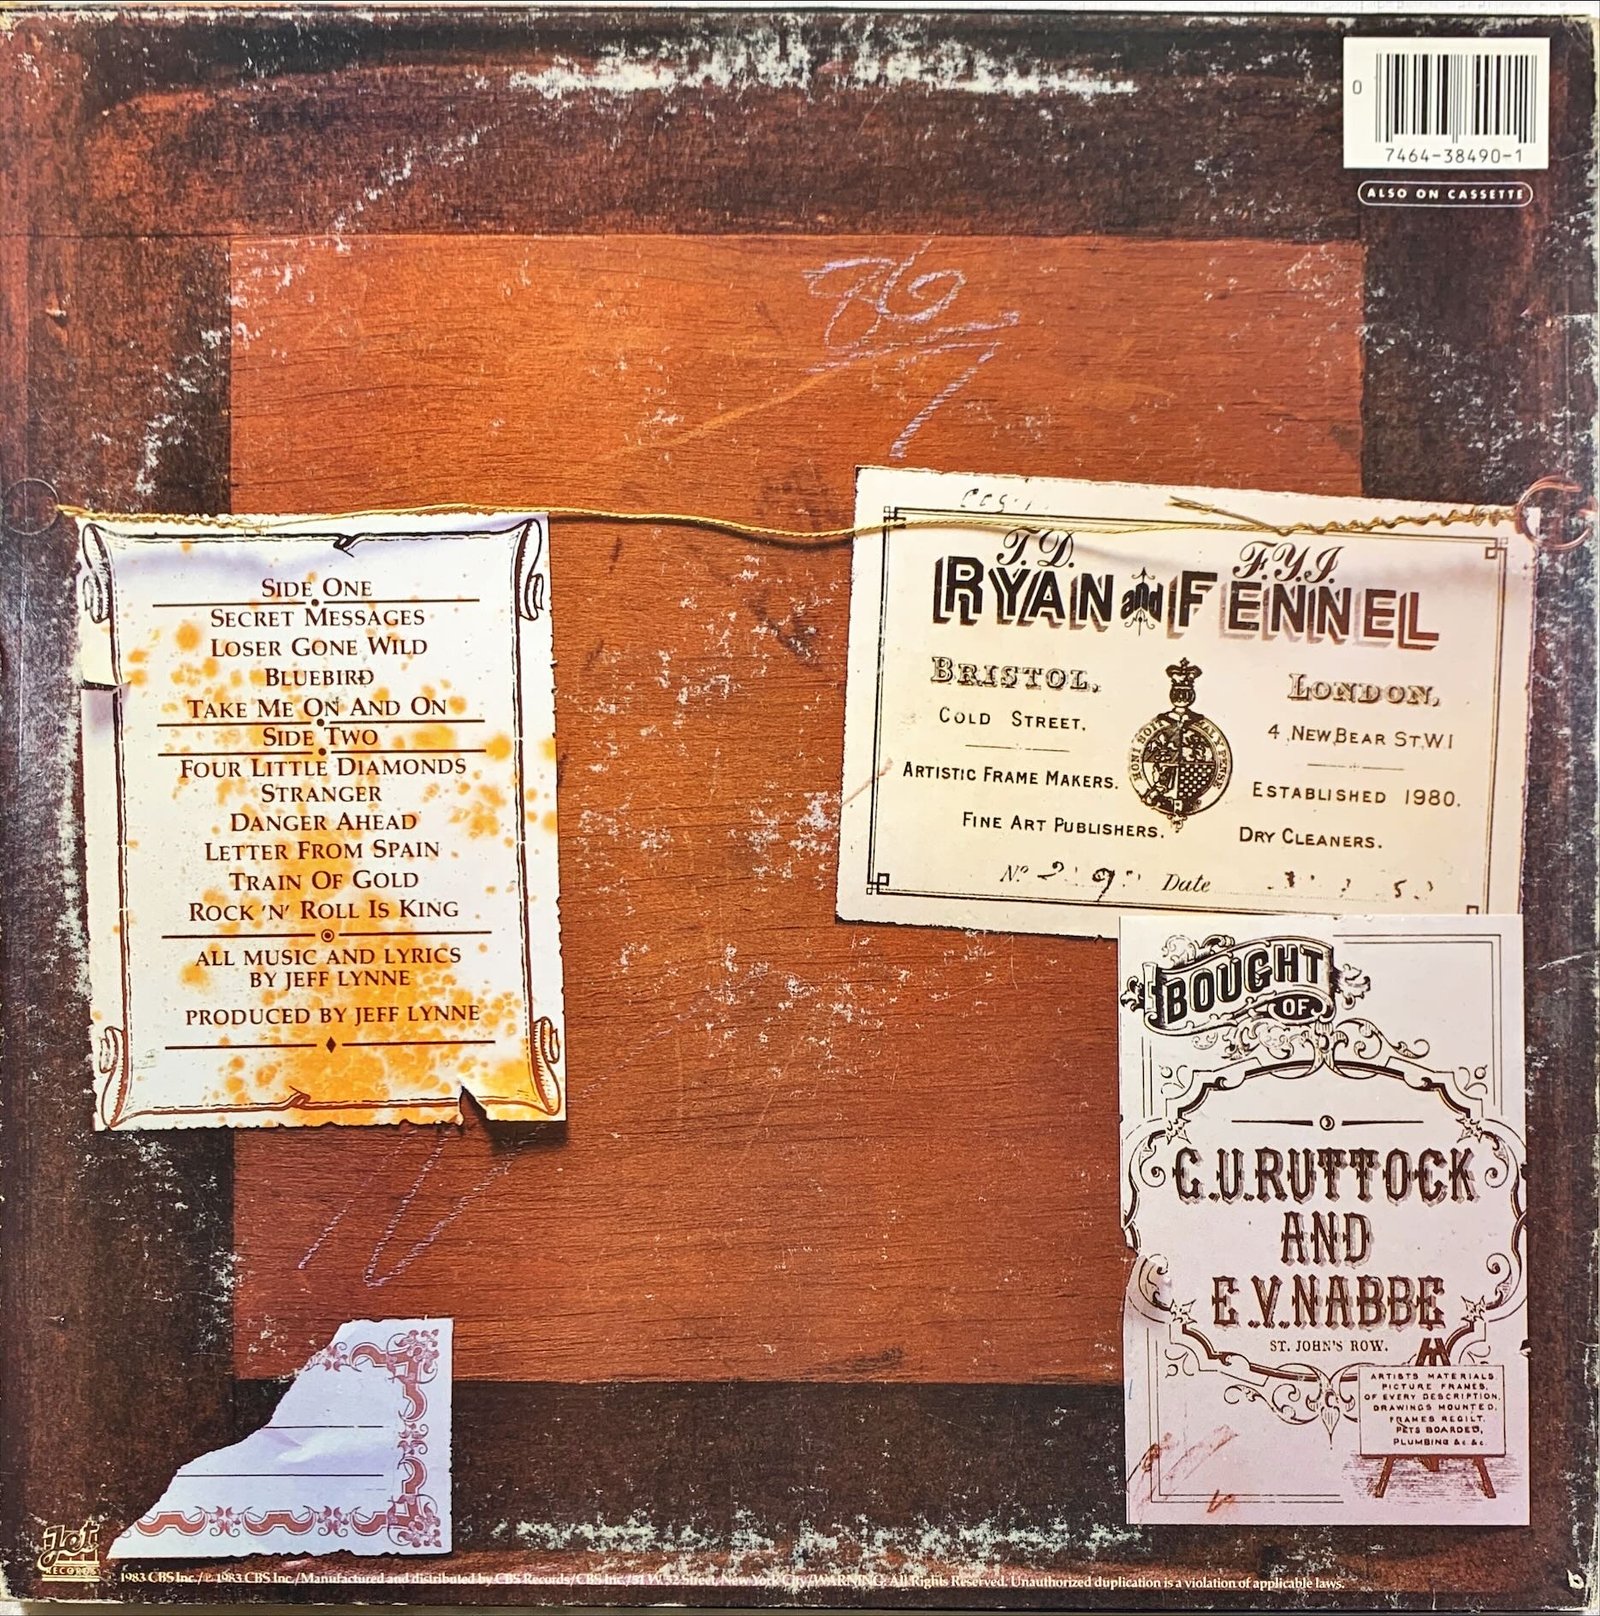 0
7464-38490-1
ALSO ON CASSETTE
SIDE ONE
SECRET MESSAGES
LOSER GONE WILD
BLUEBIRD
TAKE ME ON AND ON
SIDE TWO
FOUR LITTLE DIAMONDS
STRANGER
DANGER AHEAD
LETTER FROM SPAIN
TRAIN OF GOLD
ROCK 'N' ROLL IS KING
ALL MUSIC AND LYRICS
BY JEFF LYNNE
PRODUCED BY JEFF LYNNE
T.D. F.Y.I.
RYAN and FENNEL
BRISTOL,
COLD STREET,
ARTISTIC FRAME MAKERS.
FINE ART PUBLISHERS.
HONI SOIT
LONDON,
4 NEW BEAR ST, W1
ESTABLISHED 1980.
DRY CLEANERS.
No. Date
BOUGHT
OF
G.U.RUTTOCK
AND
E.V.NABBE
ST. JOHN'S ROW.
ARTISTS MATERIALS
PICTURE FRAMES,
OF EVERY DESCRIPTION,
DRAWINGS MOUNTED,
FRAMES REGILT.
PETS BOARDED,
PLUMBING &c &c
Jet
RECORDS
1983 CBS Inc./℗ 1983 CBS Inc./Manufactured and distributed by CBS Records/CBS Inc./51 W. 52 Street, New York City/WARNING: All Rights Reserved. Unauthorized duplication is a violation of applicable laws.